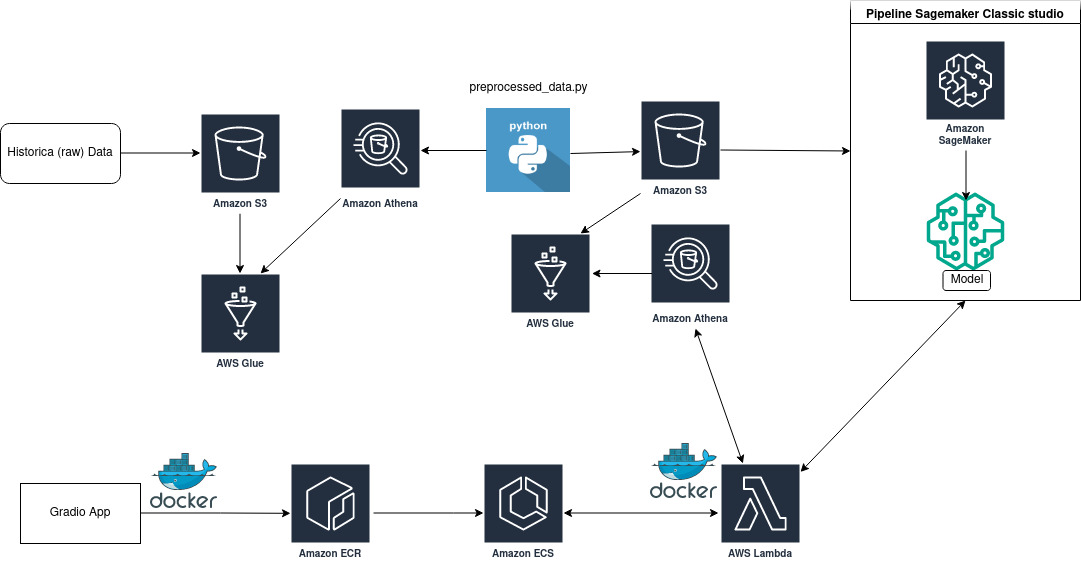 Pipeline Sagemaker Classic studio
preprocessed_data.py
python
Historica (raw) Data
Amazon S3
Amazon Athena
Amazon S3
Amazon
SageMaker
Model
AWS Glue
AWS Glue
Amazon Athena
Gradio App
docker
docker
Amazon ECR
Amazon ECS
AWS Lambda